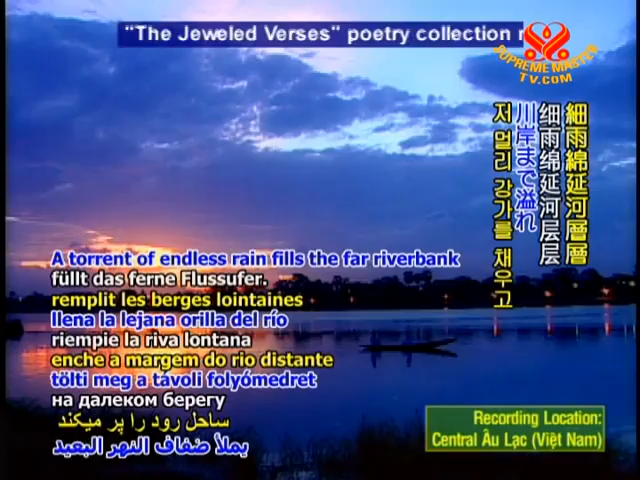 "The Jeweled Verses" poetry collection
SUPREME MASTER
TV.COM
細雨綿延河層層
细雨绵延河层层
川岸まで溢れ
저 멀리 강가를 채우고
A torrent of endless rain fills the far riverbank
füllt das ferne Flussufer.
remplit les berges lointaines
llena la lejana orilla del río
riempie la riva lontana
enche a margem do rio distante
tölti meg a távoli folyómedret
на далеком берегу
ساحل رود را پر میکند
يملأ ضفاف النهر البعيد
Recording Location:
Central Âu Lạc (Việt Nam)